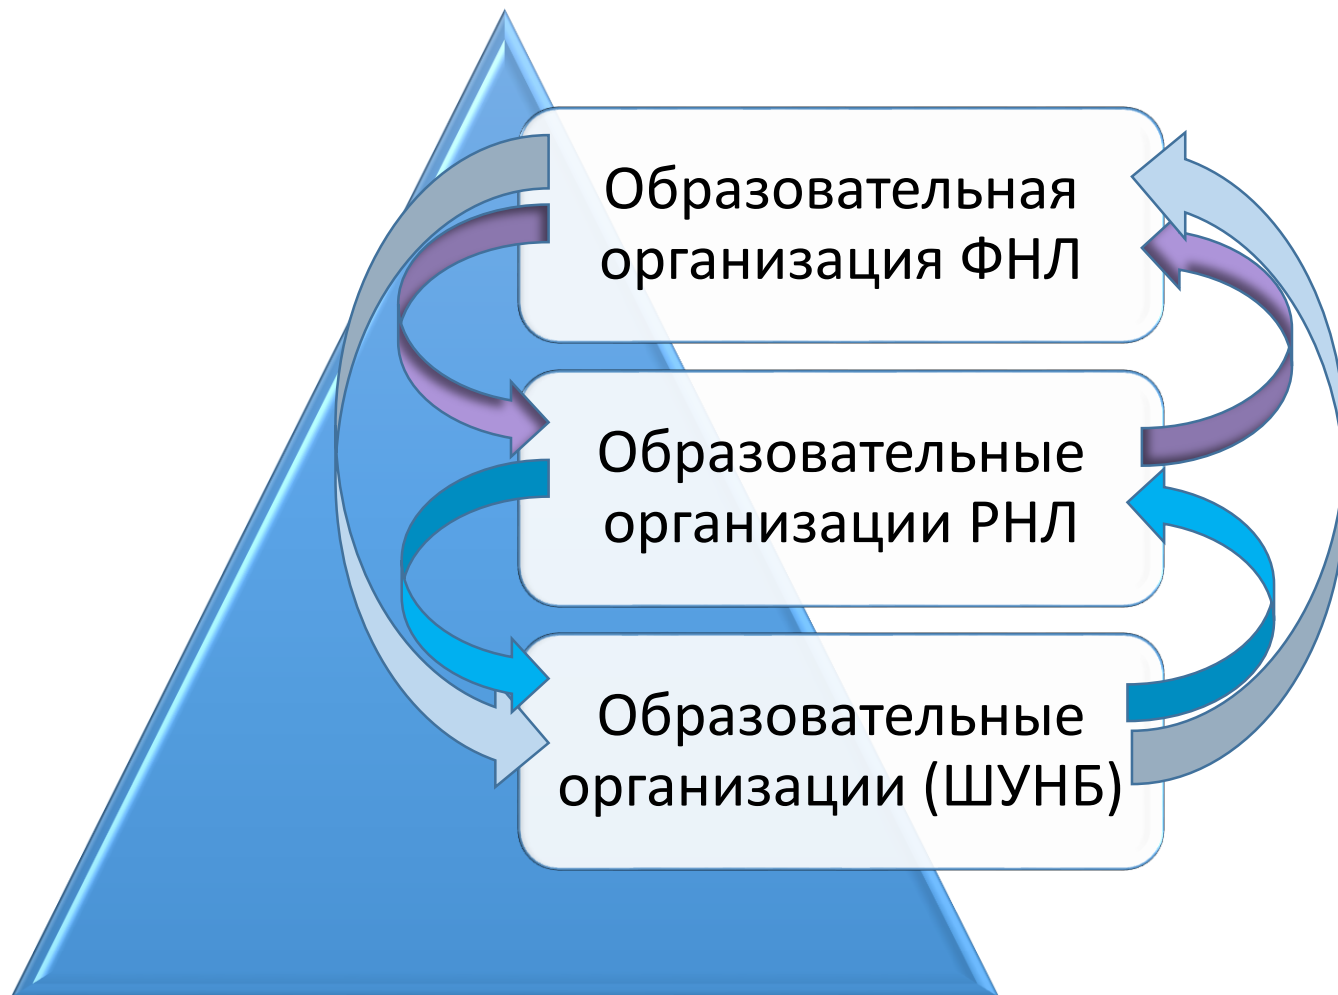 Образовательная
организация ФНЛ
Образовательные
организации РНЛ
Образовательные
организации (ШУНБ)